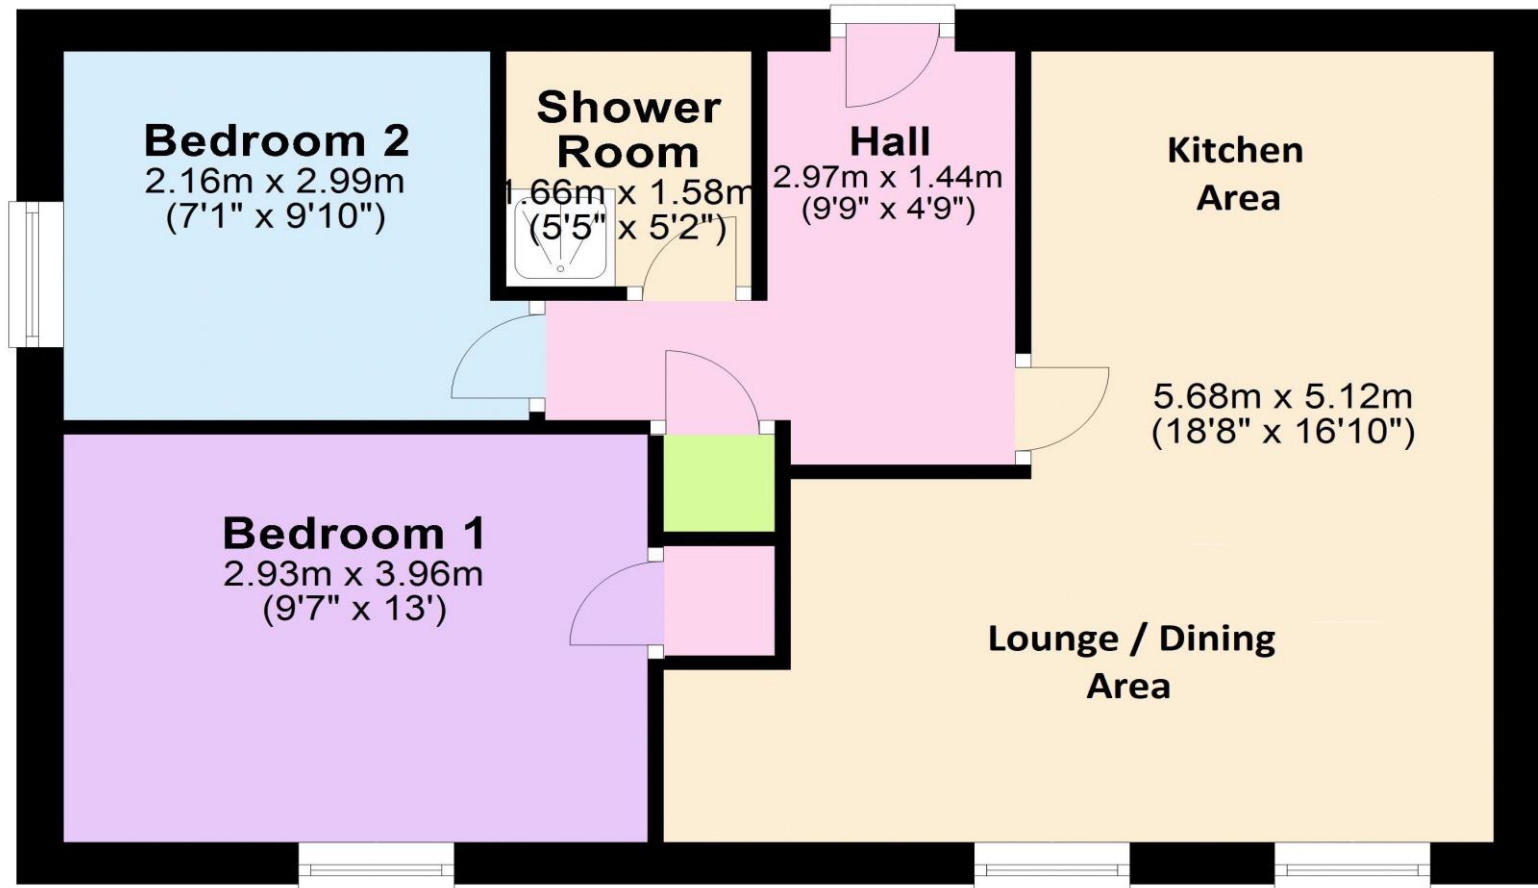 Bedroom 2
2.16m x 2.99m
(7'1" x 9'10")
Shower
Room
1.66m x 1.58m
(5'5" x 5'2")
Hall
2.97m x 1.44m
(9'9" x 4'9")
Kitchen
Area
5.68m x 5.12m
(18'8" x 16'10")
Bedroom 1
2.93m x 3.96m
(9'7" x 13')
Lounge / Dining
Area